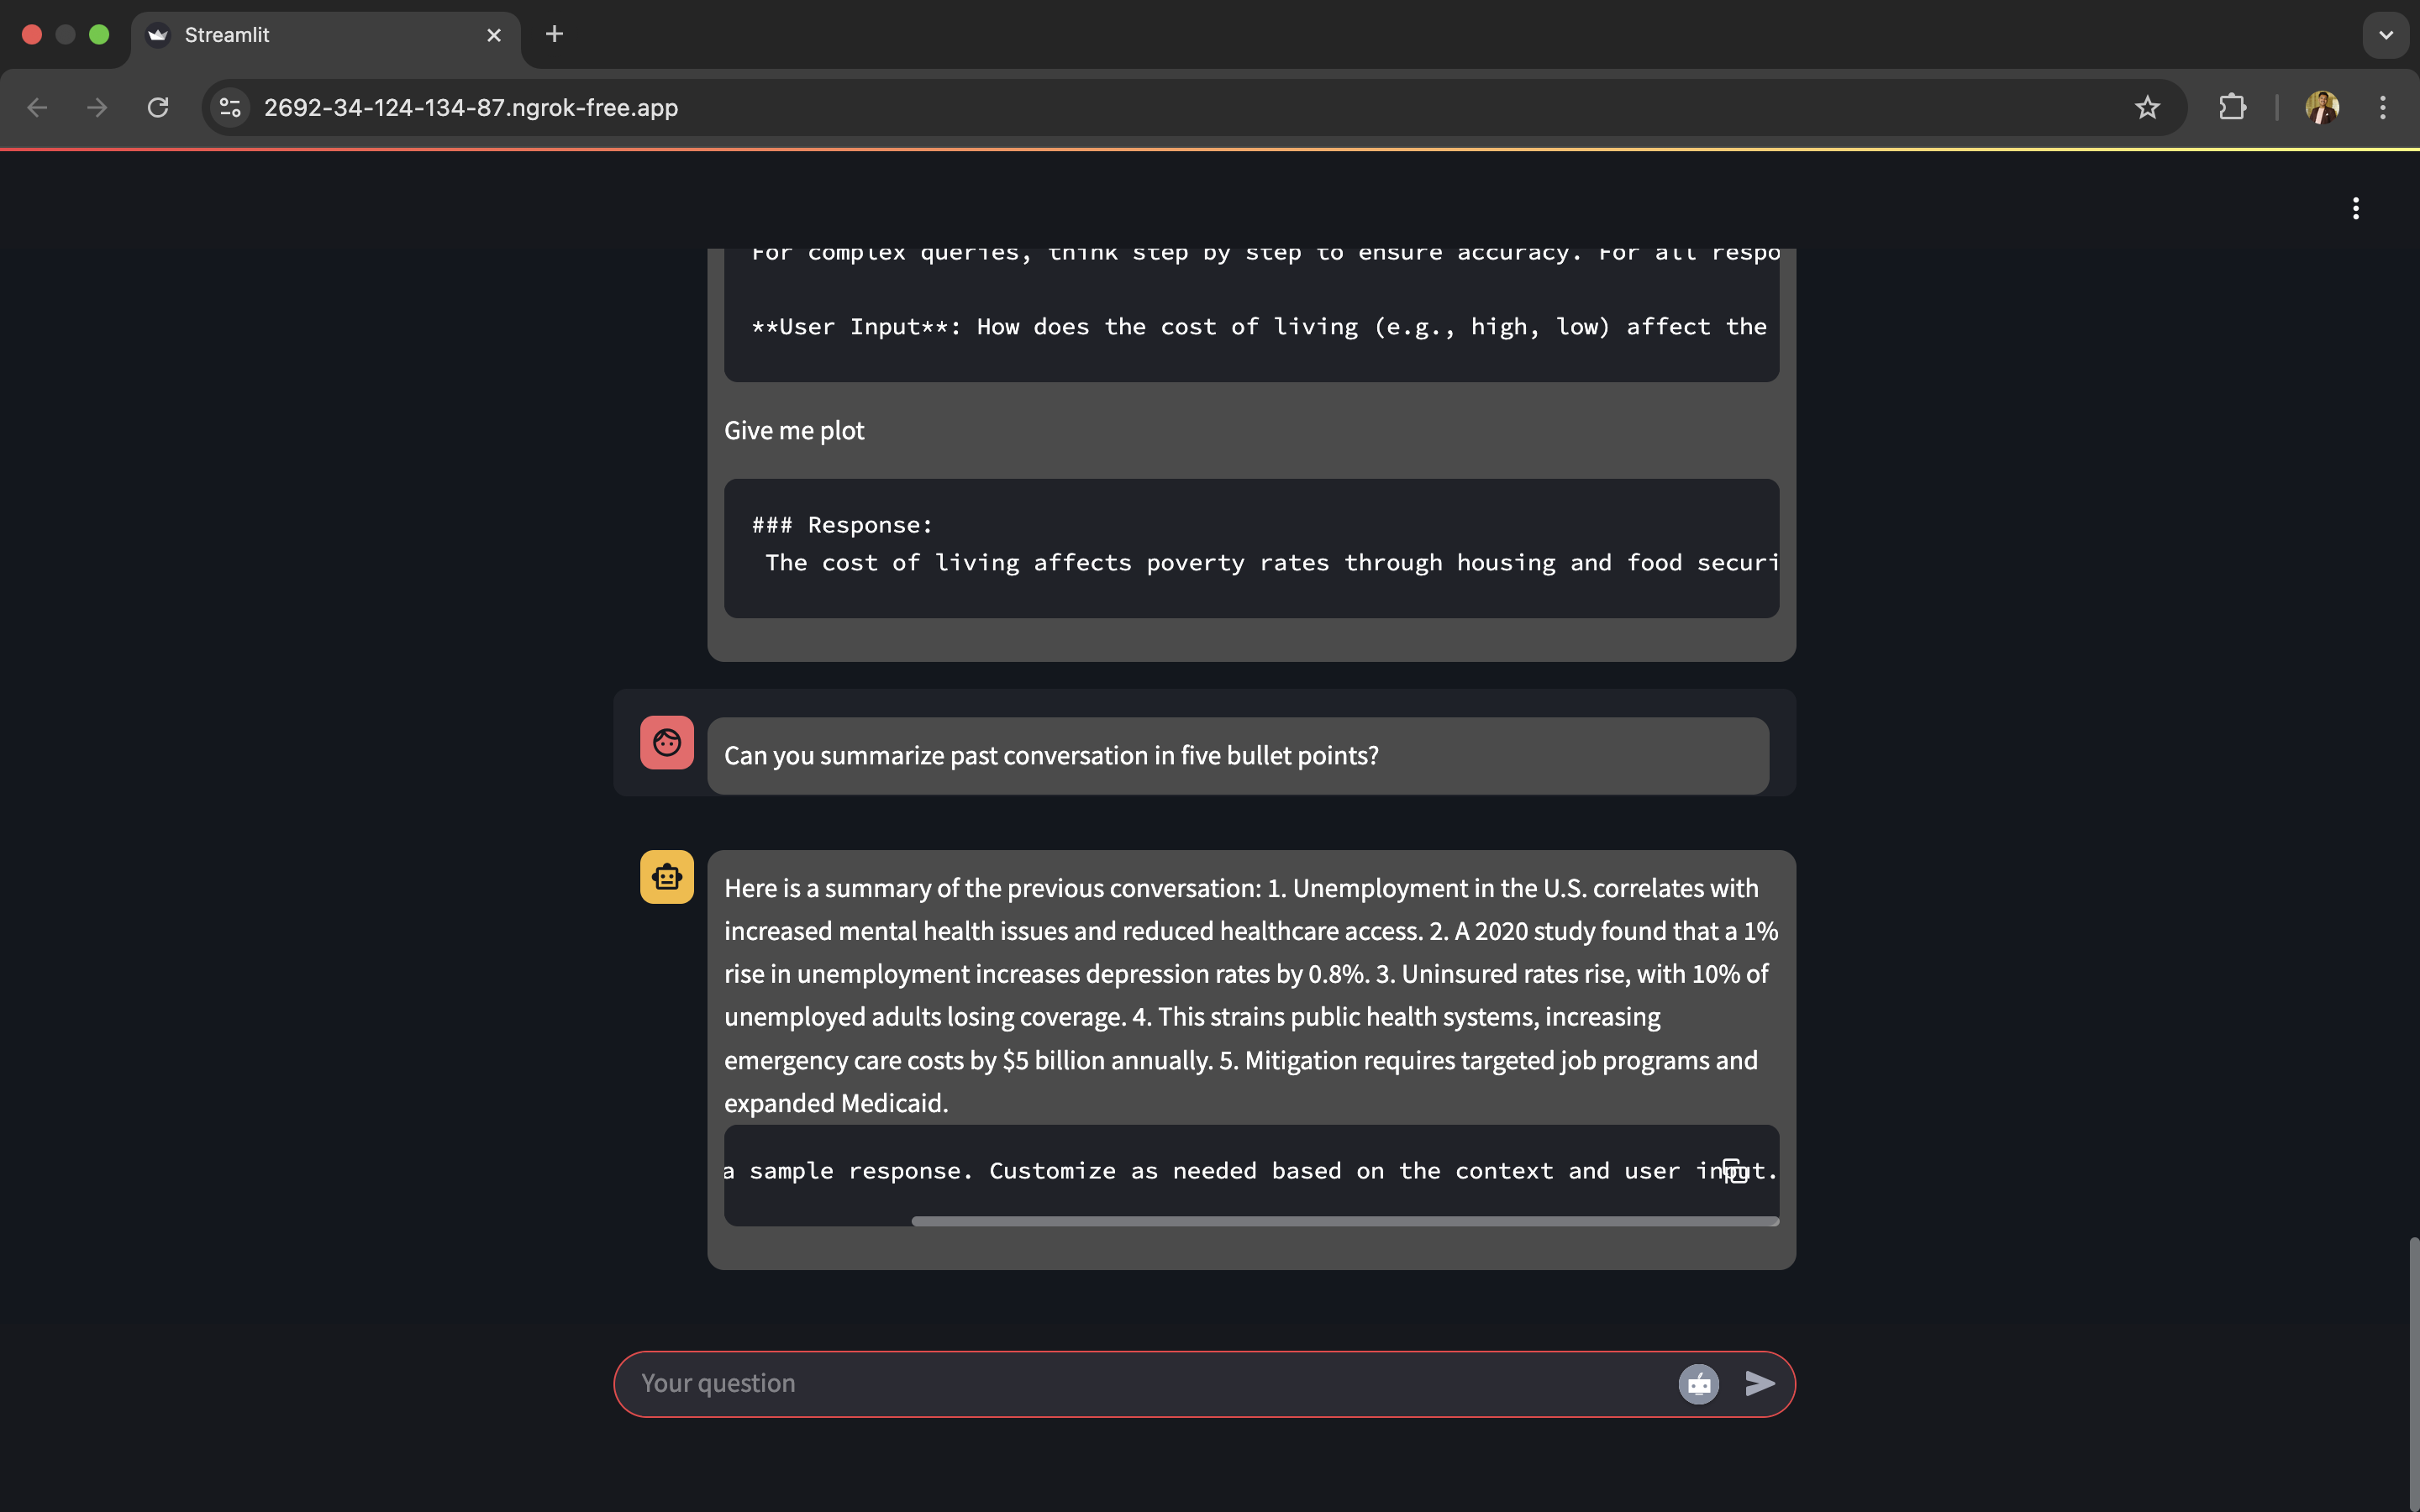 Streamlit
2692-34-124-134-87.ngrok-free.app
For complex queries, think step by step to ensure accuracy. For all respo
**User Input**: How does the cost of living (e.g., high, low) affect the
Give me plot
### Response:
The cost of living affects poverty rates through housing and food securi
Can you summarize past conversation in five bullet points?
Here is a summary of the previous conversation: 1. Unemployment in the U.S. correlates with
increased mental health issues and reduced healthcare access. 2. A 2020 study found that a 1%
rise in unemployment increases depression rates by 0.8%. 3. Uninsured rates rise, with 10% of
unemployed adults losing coverage. 4. This strains public health systems, increasing
emergency care costs by $5 billion annually. 5. Mitigation requires targeted job programs and
expanded Medicaid.
a sample response. Customize as needed based on the context and user input.
Your question